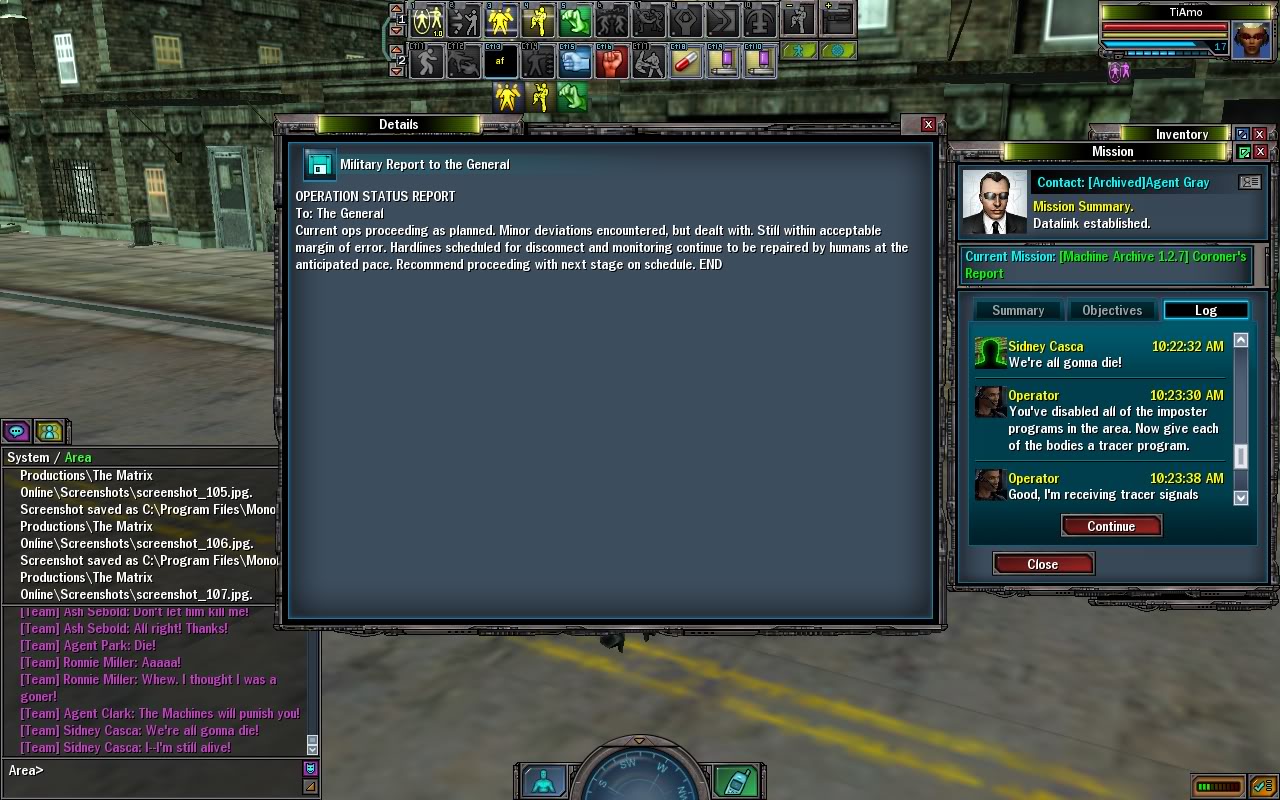 TiAmo
1
1.0
2
af
17
Details
Inventory
Mission
Military Report to the General
OPERATION STATUS REPORT
To: The General
Current ops proceeding as planned. Minor deviations encountered, but dealt with. Still within acceptable
margin of error. Hardlines scheduled for disconnect and monitoring continue to be repaired by humans at the
anticipated pace. Recommend proceeding with next stage on schedule. END
Contact: [Archived]Agent Gray
Mission Summary.
Datalink established.
Current Mission: [Machine Archive 1.2.7] Coroner's
Report
Summary
Objectives
Log
Sidney Casca 10:22:32 AM
We're all gonna die!
Operator 10:23:30 AM
You've disabled all of the imposter
programs in the area. Now give each
of the bodies a tracer program.
Operator 10:23:38 AM
Good, I'm receiving tracer signals
Continue
Close
System / Area
Productions\The Matrix
Online\Screenshots\screenshot_105.jpg.
Screenshot saved as C:\Program Files\Mono
Productions\The Matrix
Online\Screenshots\screenshot_106.jpg.
Screenshot saved as C:\Program Files\Mono
Productions\The Matrix
Online\Screenshots\screenshot_107.jpg.
[Team] Ash Sebold: Don't let him kill me!
[Team] Ash Sebold: All right! Thanks!
[Team] Agent Park: Die!
[Team] Ronnie Miller: Aaaaa!
[Team] Ronnie Miller: Whew. I thought I was a
goner!
[Team] Agent Clark: The Machines will punish you!
[Team] Sidney Casca: We're all gonna die!
[Team] Sidney Casca: I--I'm still alive!
Area>
S
SW
W
NW